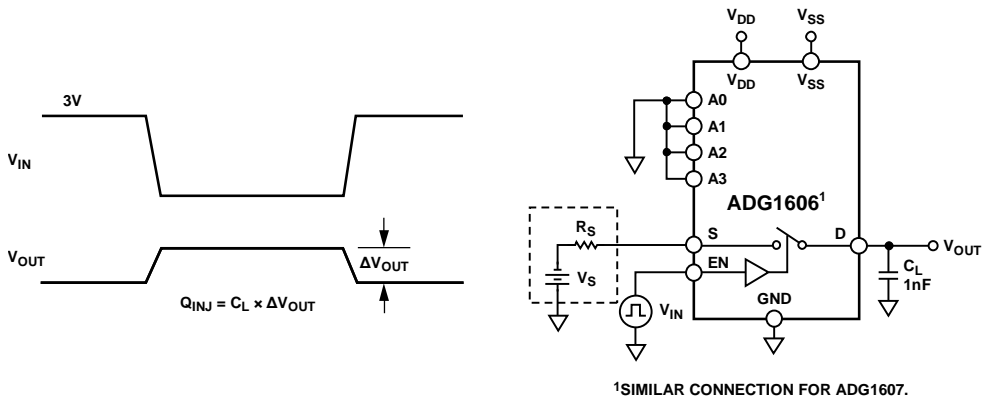 3V
V_IN
V_OUT
ΔV_OUT
Q_INJ = C_L × ΔV_OUT
V_DD
V_SS
V_DD
V_SS
A0
A1
A2
A3
ADG1606¹
R_S
S
D
V_OUT
EN
V_S
C_L
1nF
GND
V_IN
¹SIMILAR CONNECTION FOR ADG1607.